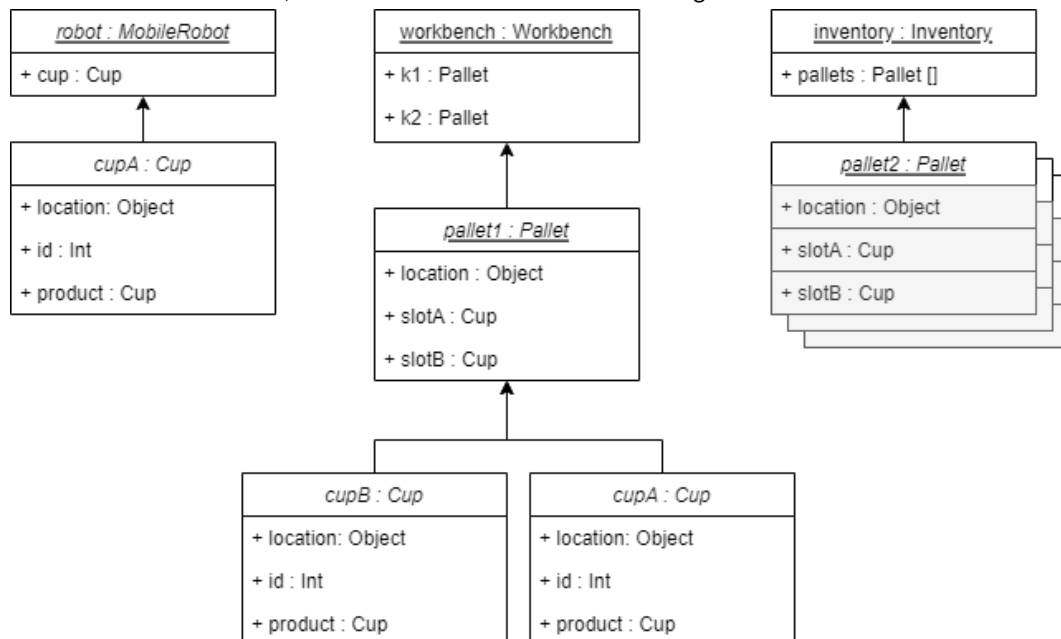 robot : MobileRobot
+ cup : Cup
cupA : Cup
+ location: Object
+ id : Int
+ product : Cup
workbench : Workbench
+ k1 : Pallet
+ k2 : Pallet
pallet1 : Pallet
+ location : Object
+ slotA : Cup
+ slotB : Cup
cupB : Cup
+ location: Object
+ id : Int
+ product : Cup
cupA : Cup
+ location: Object
+ id : Int
+ product : Cup
inventory : Inventory
+ pallets : Pallet []
pallet2 : Pallet
+ location : Object
+ slotA : Cup
+ slotB : Cup